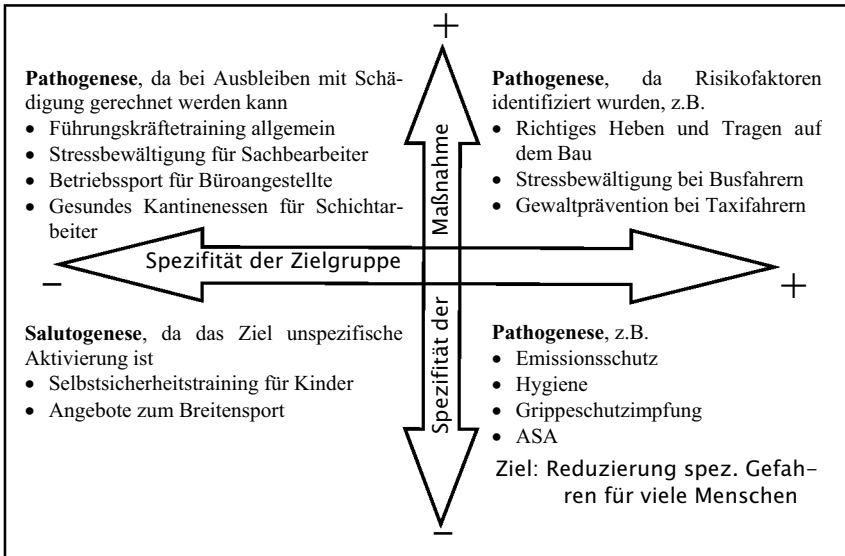 +
Pathogenese, da bei Ausbleiben mit Schä-
digung gerechnet werden kann
• Führungskräftetraining allgemein
• Stressbewältigung für Sachbearbeiter
• Betriebssport für Büroangestellte
• Gesundes Kantinenessen für Schichtar-
beiter
Pathogenese, da Risikofaktoren
identifiziert wurden, z.B.
• Richtiges Heben und Tragen auf
dem Bau
• Stressbewältigung bei Busfahrern
• Gewaltprävention bei Taxifahrern
Spezifität der Maßnahme
Spezifität der Zielgruppe
–
+
Salutogenese, da das Ziel unspezifische
Aktivierung ist
• Selbstsicherheitstraining für Kinder
• Angebote zum Breitensport
Pathogenese, z.B.
• Emissionsschutz
• Hygiene
• Grippeschutzimpfung
• ASA
Ziel: Reduzierung spez. Gefah-
ren für viele Menschen
–